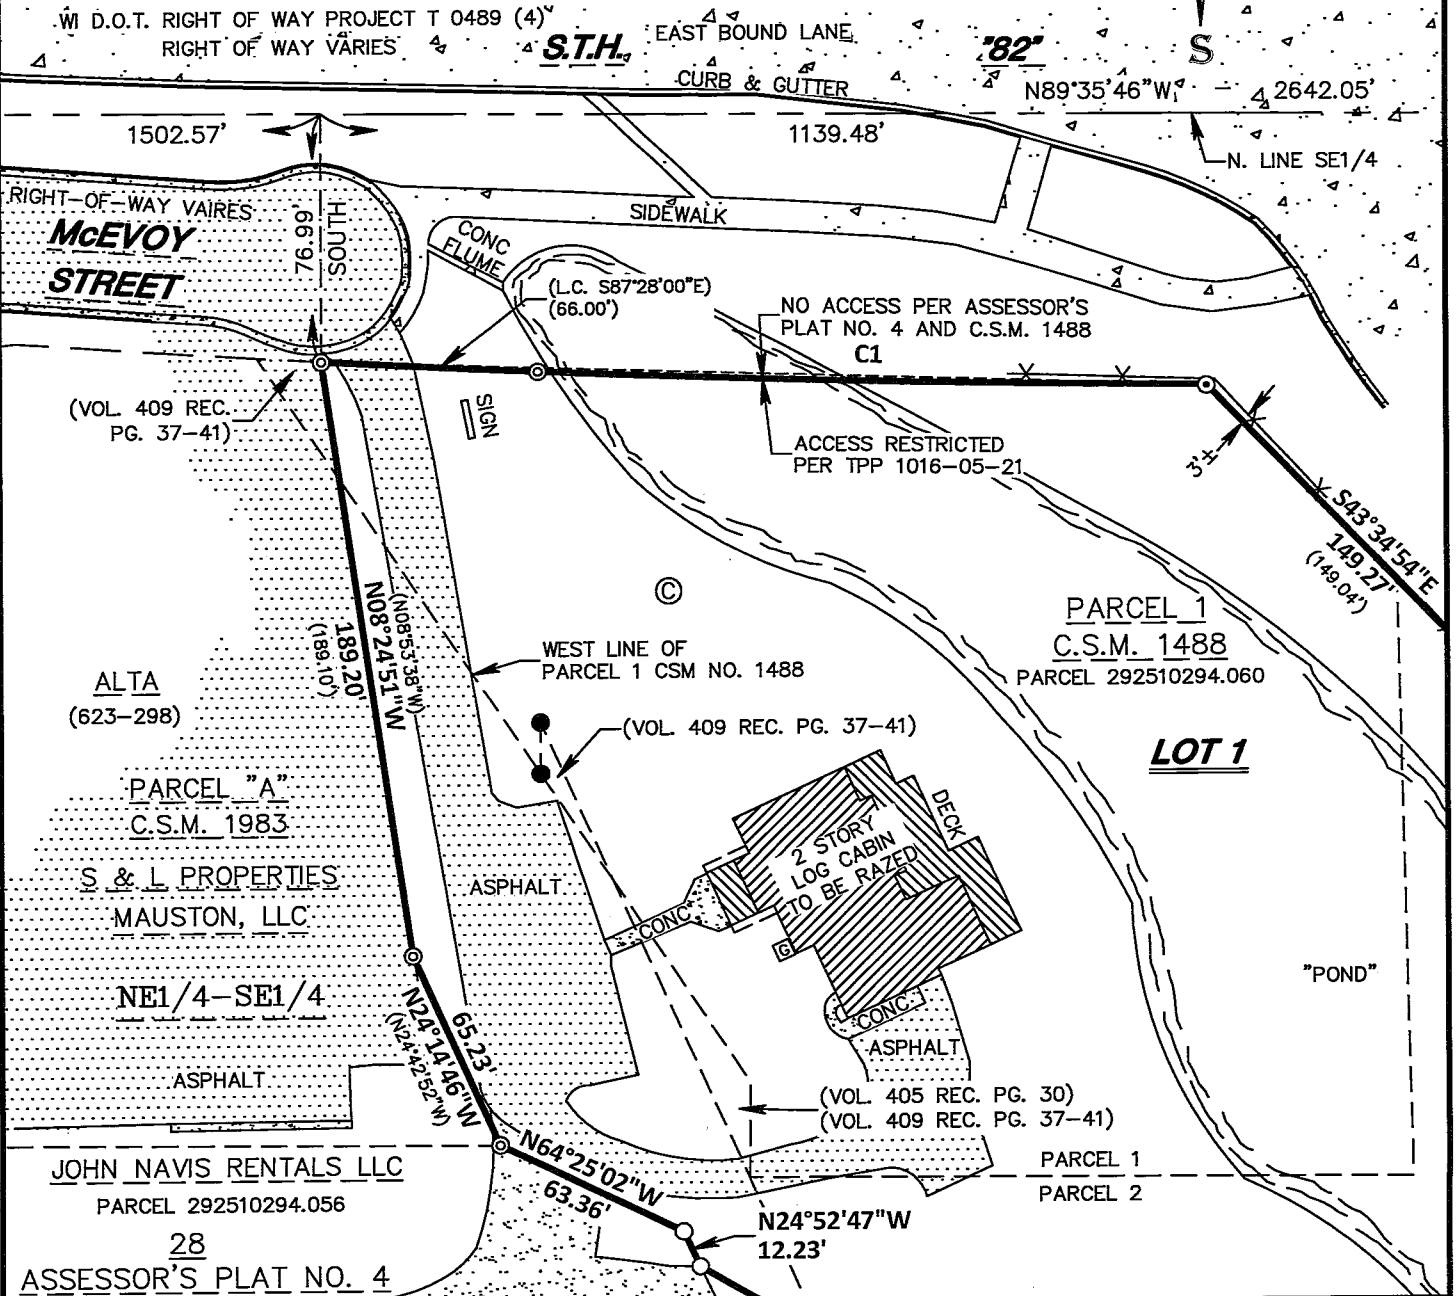 WI D.O.T. RIGHT OF WAY PROJECT T 0489 (4)
RIGHT OF WAY VARIES
S.T.H.
EAST BOUND LANE
"82"
S
CURB & GUTTER
N89°35'46"W
2642.05'
1502.57'
1139.48'
N. LINE SE1/4
RIGHT-OF-WAY VAIRES
McEVOY
STREET
76.99'
SOUTH
SIDEWALK
CONC
FLUME
(L.C. S87°28'00"E)
(66.00')
NO ACCESS PER ASSESSOR'S
PLAT NO. 4 AND C.S.M. 1488
C1
(VOL. 409 REC.
PG. 37-41)
SIGN
ACCESS RESTRICTED
PER TPP 1016-05-21
3'±
S43°34'54"E
149.27'
(149.04')
N08°24'51"W
(N08°53'38"W)
189.20'
(189.10')
©
PARCEL 1
C.S.M. 1488
PARCEL 292510294.060
WEST LINE OF
PARCEL 1 CSM NO. 1488
ALTA
(623-298)
(VOL. 409 REC. PG. 37-41)
LOT 1
PARCEL "A"
C.S.M. 1983
S & L PROPERTIES
MAUSTON, LLC
2 STORY
LOG CABIN
TO BE RAZED
DECK
ASPHALT
CONC
G
NE1/4-SE1/4
"POND"
CONC
ASPHALT
65.23'
N24°14'46"W
(N24°42'52"W)
ASPHALT
(VOL. 405 REC. PG. 30)
(VOL. 409 REC. PG. 37-41)
N64°25'02"W
63.36'
JOHN NAVIS RENTALS LLC
PARCEL 292510294.056
PARCEL 1
PARCEL 2
N24°52'47"W
12.23'
28
ASSESSOR'S PLAT NO. 4